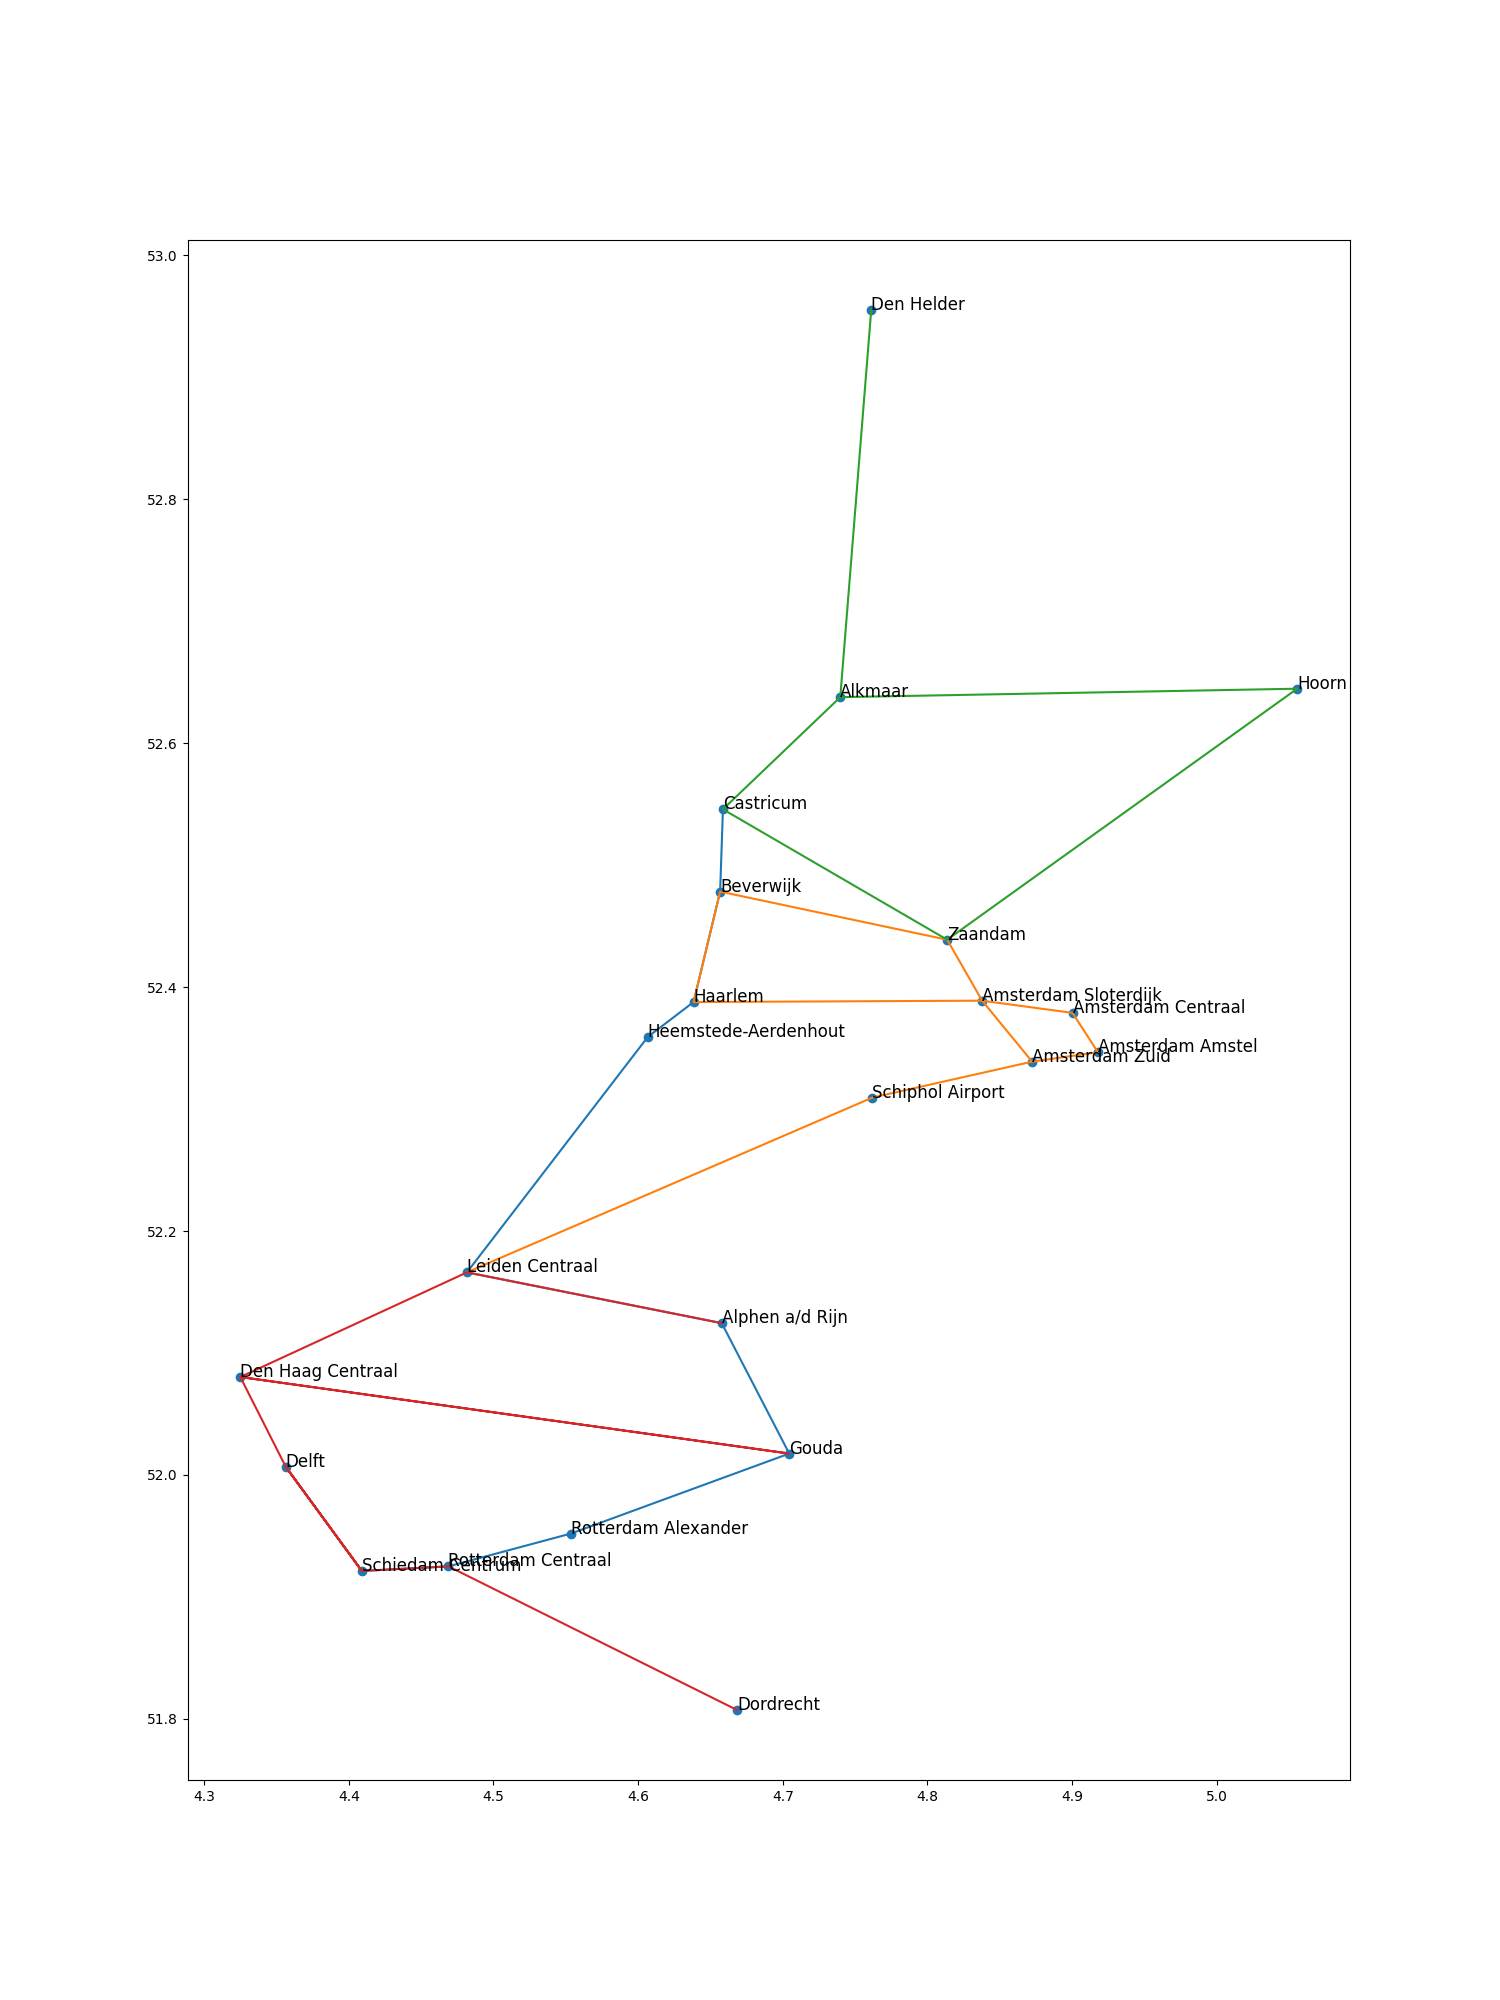 53.0
Den Helder
52.8
Hoorn
Alkmaar
52.6
Castricum
Beverwijk
Zaandam
52.4
Haarlem
Amsterdam Sloterdijk
Amsterdam Centraal
Heemstede-Aerdenhout
Amsterdam Amstel
Amsterdam Zuid
Schiphol Airport
52.2
Leiden Centraal
Alphen a/d Rijn
Den Haag Centraal
Gouda
Delft
52.0
Rotterdam Alexander
Rotterdam Centraal
Schiedam Centrum
Dordrecht
51.8
4.3 4.4 4.5 4.6 4.7 4.8 4.9 5.0